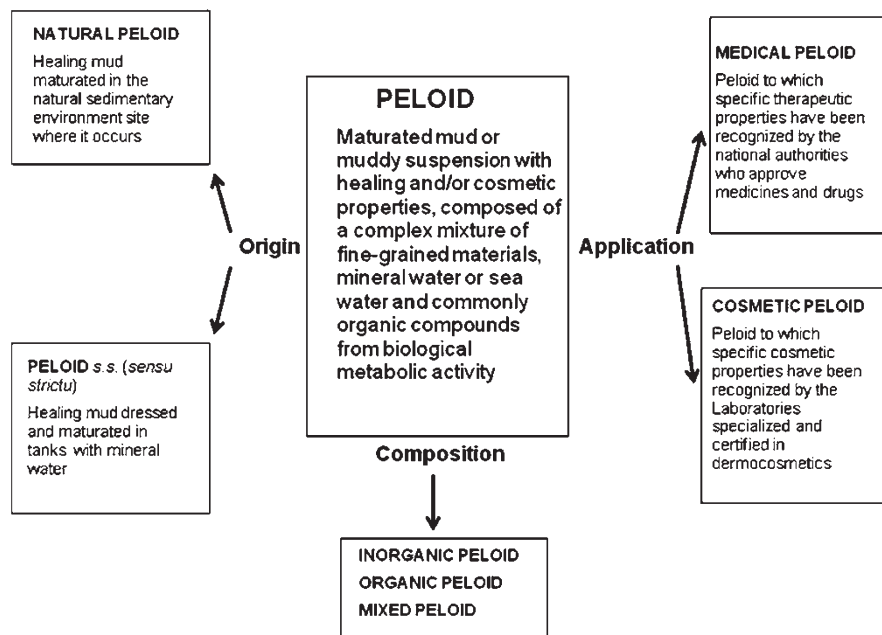 NATURAL PELOID
Healing mud
maturated in the
natural sedimentary
environment site
where it occurs
PELOID
Maturated mud or
muddy suspension with
healing and/or cosmetic
properties, composed of
a complex mixture of
fine-grained materials,
mineral water or sea
water and commonly
organic compounds
from biological
metabolic activity
MEDICAL PELOID
Peloid to which
specific therapeutic
properties have been
recognized by the
national authorities
who approve
medicines and drugs
Origin
Application
PELOID s.s. (sensu
strictu)
Healing mud dressed
and maturated in
tanks with mineral
water
COSMETIC PELOID
Peloid to which
specific cosmetic
properties have been
recognized by the
Laboratories
specialized and
certified in
dermocosmetics
Composition
INORGANIC PELOID
ORGANIC PELOID
MIXED PELOID